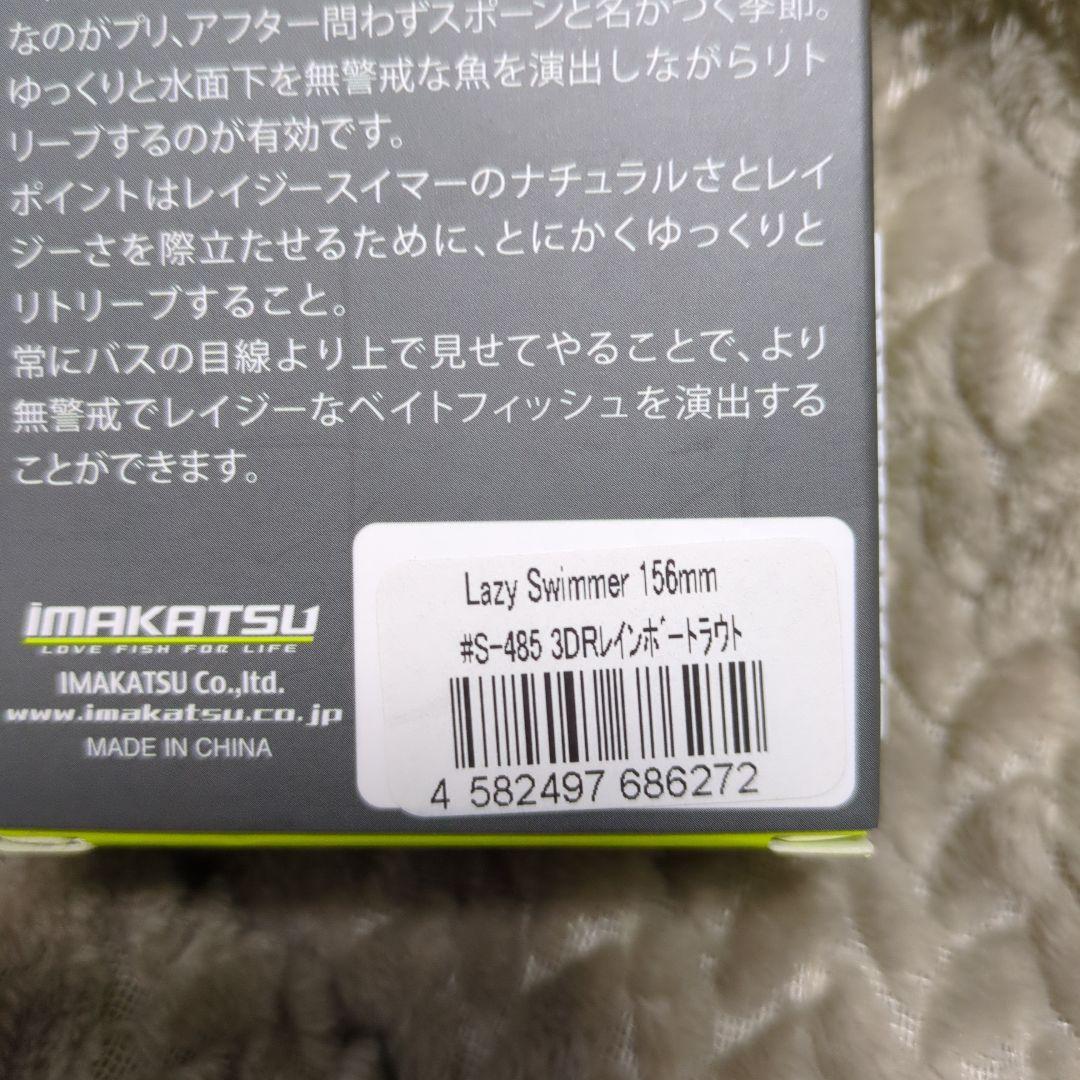 なのがプリ、アフター問わずスポーンと名がつく季節。
ゆっくりと水面下を無警戒な魚を演出しながらリト
リーブするのが有効です。
ポイントはレイジースイマーのナチュラルさとレイ
ジーさを際立たせるために、とにかくゆっくりと
リトリーブすること。
常にバスの目線より上で見せてやることで、より
無警戒でレイジーなベイトフィッシュを演出する
ことができます。
Lazy Swimmer 156mm
#S-485 3DRレインボートラウト
4 582497 686272
IMAKATSU
LOVE FISH FOR LIFE
IMAKATSU Co.,ltd.
www.imakatsu.co.jp
MADE IN CHINA